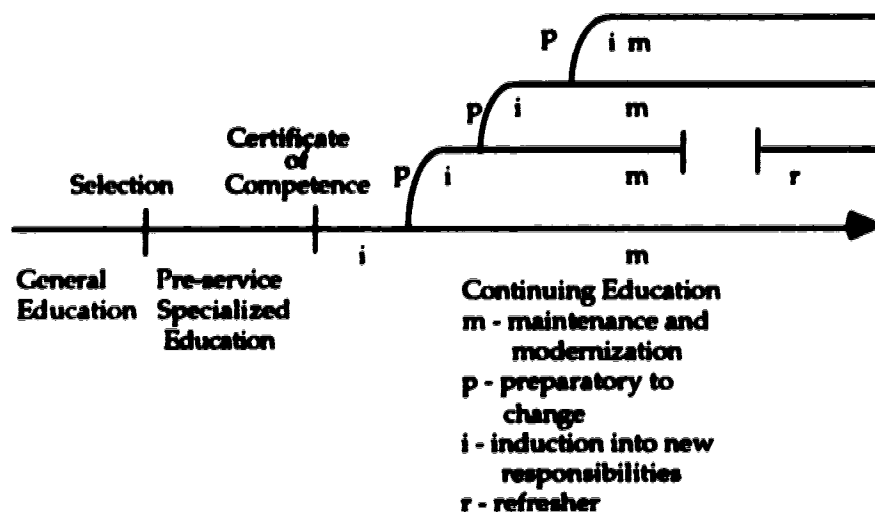 p i m
p i m
Certificate
of
Selection Competence p i m r
i m
General Pre-service
Education Specialized
Education
Continuing Education
m - maintenance and
modernization
p - preparatory to
change
i - induction into new
responsibilities
r - refresher